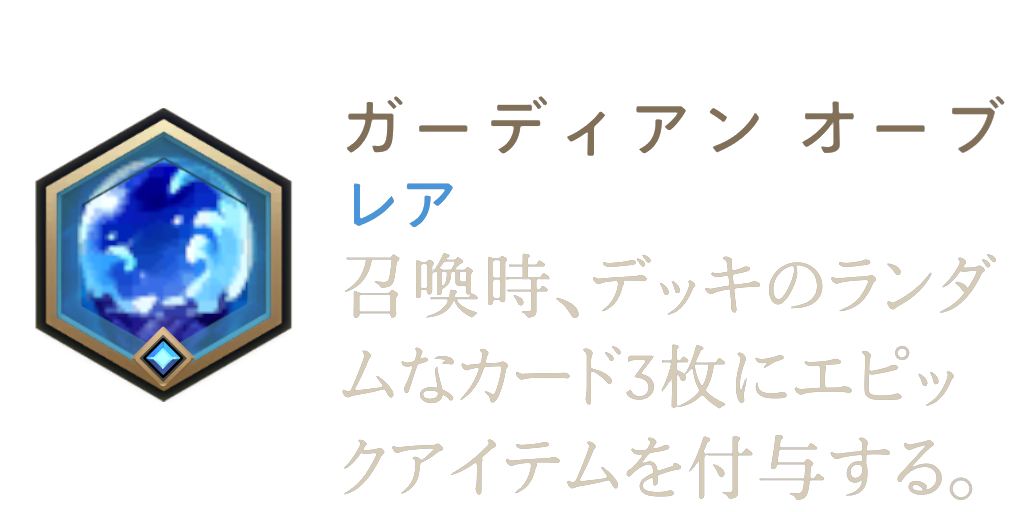 ガーディアン オーブ
レア
召喚時、デッキのランダ
ムなカード3枚にエピッ
クアイテムを付与する。